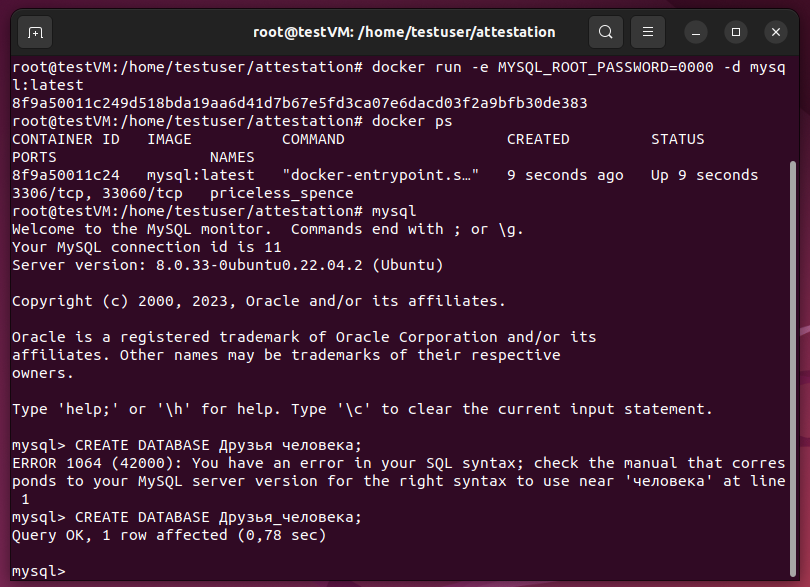 root@testVM: /home/testuser/attestation
root@testVM:/home/testuser/attestation# docker run -e MYSQL_ROOT_PASSWORD=0000 -d mysq
l:latest
8f9a50011c249d518bda19aa6d41d7b67e5fd3ca07e6dacd03f2a9bfb30de383
root@testVM:/home/testuser/attestation# docker ps
CONTAINER ID   IMAGE          COMMAND                  CREATED         STATUS
PORTS                 NAMES
8f9a50011c24   mysql:latest   "docker-entrypoint.s…"   9 seconds ago   Up 9 seconds
3306/tcp, 33060/tcp   priceless_spence
root@testVM:/home/testuser/attestation# mysql
Welcome to the MySQL monitor.  Commands end with ; or \g.
Your MySQL connection id is 11
Server version: 8.0.33-0ubuntu0.22.04.2 (Ubuntu)
Copyright (c) 2000, 2023, Oracle and/or its affiliates.
Oracle is a registered trademark of Oracle Corporation and/or its
affiliates. Other names may be trademarks of their respective
owners.
Type 'help;' or '\h' for help. Type '\c' to clear the current input statement.
mysql> CREATE DATABASE Друзья человека;
ERROR 1064 (42000): You have an error in your SQL syntax; check the manual that corres
ponds to your MySQL server version for the right syntax to use near 'человека' at line
 1
mysql> CREATE DATABASE Друзья_человека;
Query OK, 1 row affected (0,78 sec)
mysql>